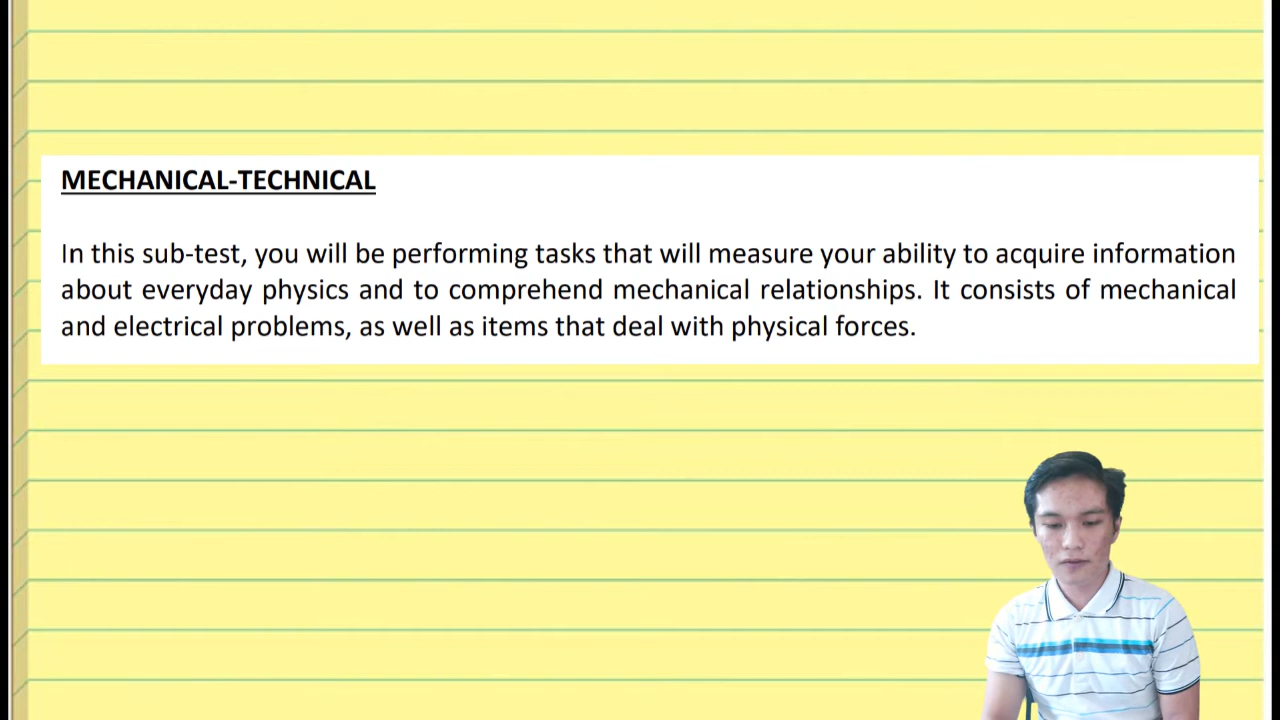 MECHANICAL-TECHNICAL
In this sub-test, you will be performing tasks that will measure your ability to acquire information
about everyday physics and to comprehend mechanical relationships. It consists of mechanical
and electrical problems, as well as items that deal with physical forces.